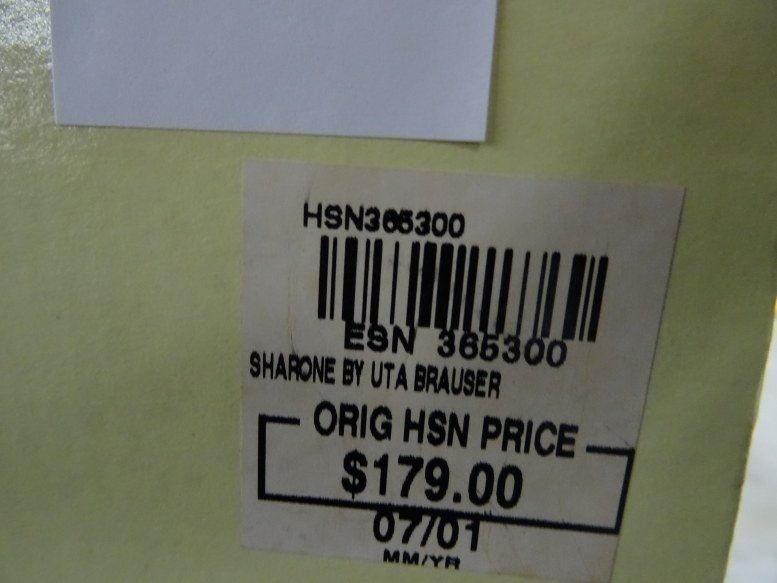 HSN365300
ESN 365300
SHARONE BY UTA BRAUSER
ORIG HSN PRICE
$179.00
07/01
MM/YR